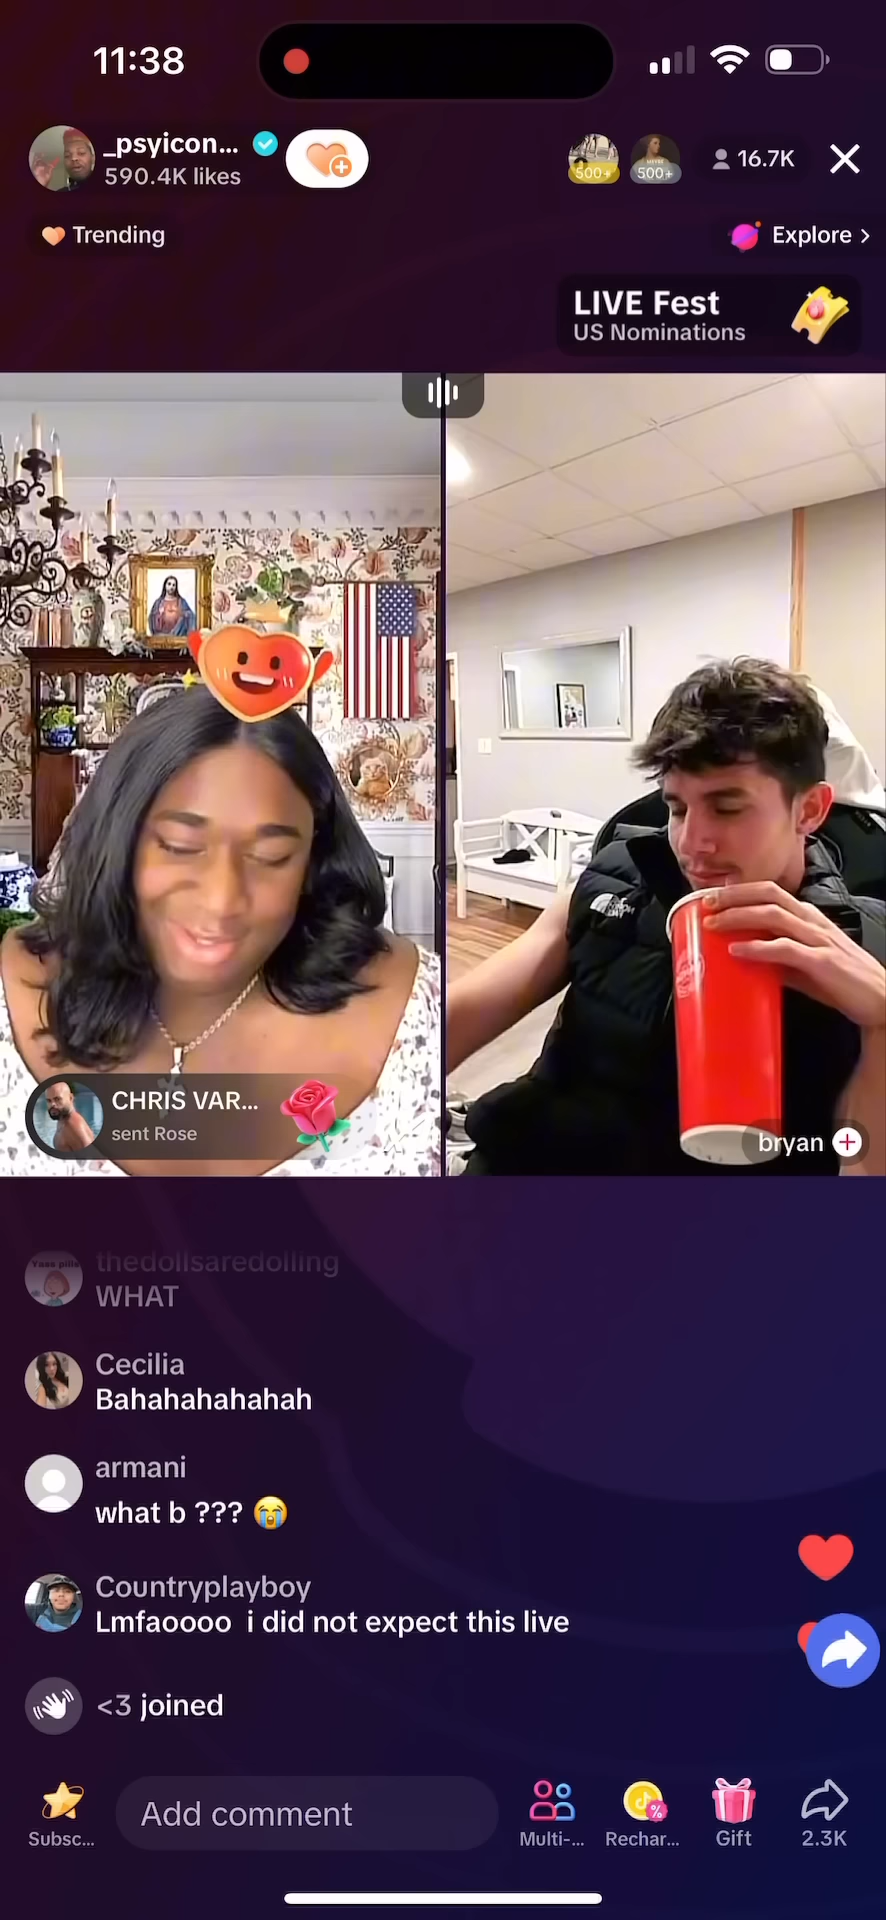 11:38
_psyicon...
590.4K likes
500+
500+
16.7K
Trending
Explore >
LIVE Fest
US Nominations
CHRIS VAR...
sent Rose
bryan
thedollsaredolling
WHAT
Cecilia
Bahahahahahah
armani
what b ??? 😭
Countryplayboy
Lmfaoooo i did not expect this live
<3 joined
Subsc...
Add comment
Multi-...
Rechar...
Gift
2.3K